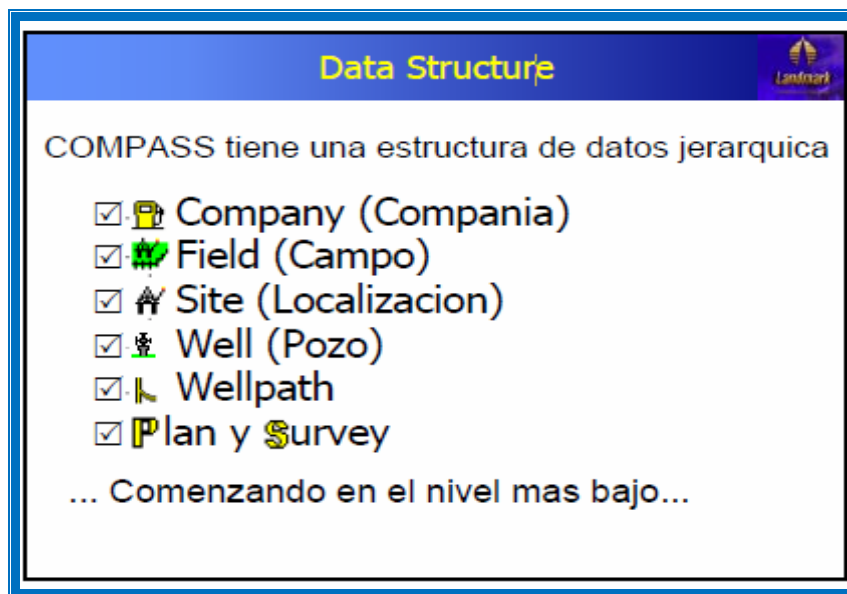 Data Structure
Landmark
COMPASS tiene una estructura de datos jerarquica
Company (Compania)
Field (Campo)
Site (Localizacion)
Well (Pozo)
Wellpath
Plan y Survey
... Comenzando en el nivel mas bajo...